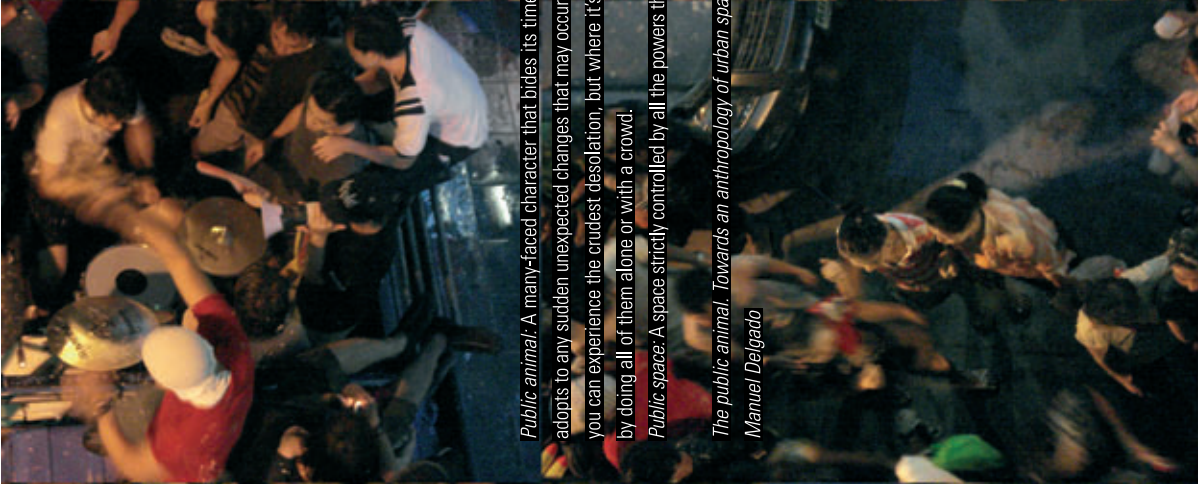 Public animal: A many-faced character that bides its time
adopts to any sudden unexpected changes that may occur
you can experience the crudest desolation, but where it's
by doing all of them alone or with a crowd.
Public space: A space strictly controlled by all the powers th
The public animal. Towards an anthropology of urban spa
Manuel Delgado